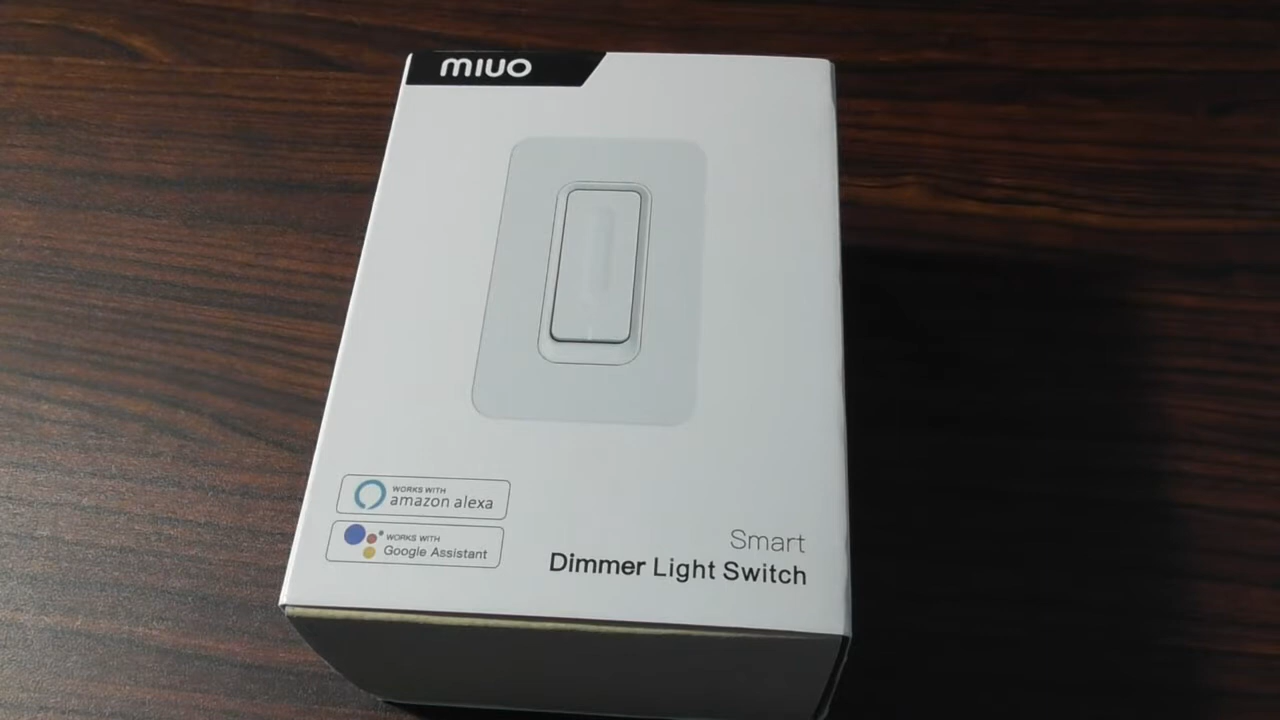 MIUO
WORKS WITH
amazon alexa
WORKS WITH
Google Assistant
Smart
Dimmer Light Switch